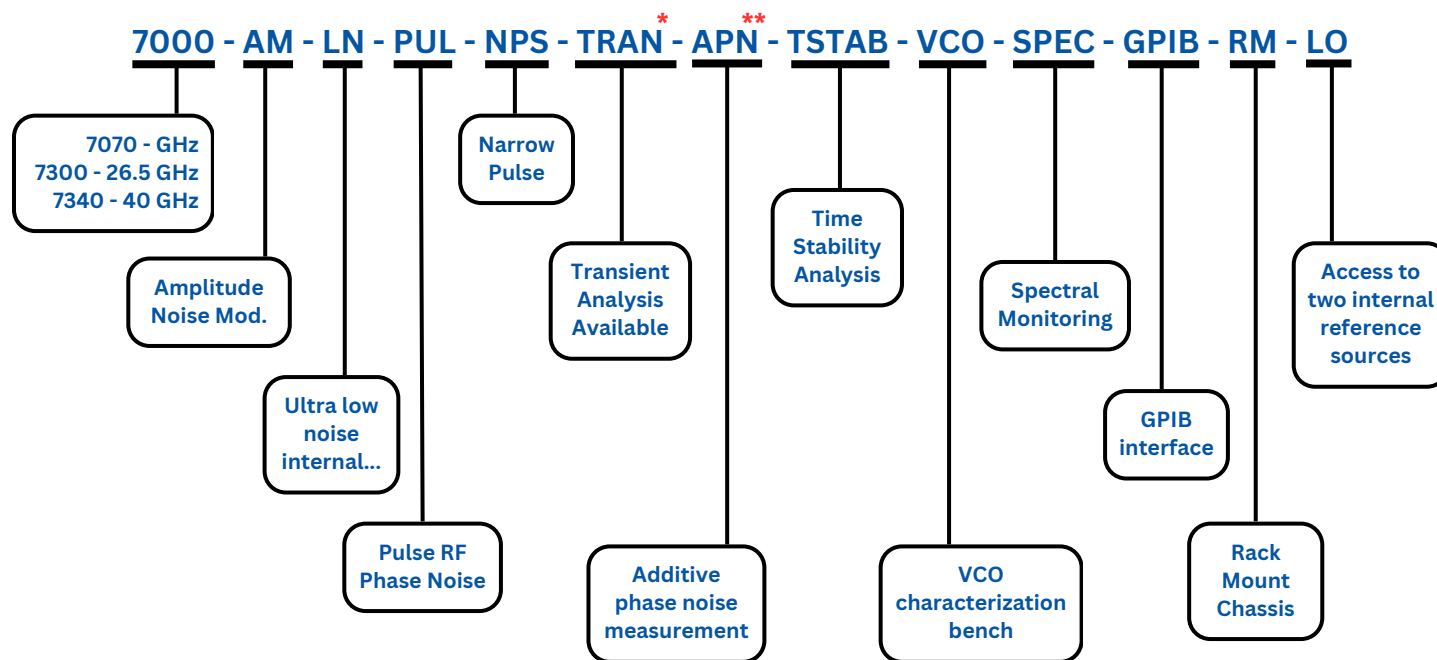 * **
7000 - AM - LN - PUL - NPS - TRAN - APN - TSTAB - VCO - SPEC - GPIB - RM - LO
7070 - GHz
7300 - 26.5 GHz
7340 - 40 GHz
Amplitude
Noise Mod.
Ultra low
noise
internal...
Pulse RF
Phase Noise
Narrow
Pulse
Transient
Analysis
Available
Additive
phase noise
measurement
Time
Stability
Analysis
VCO
characterization
bench
Spectral
Monitoring
GPIB
interface
Rack
Mount
Chassis
Access to
two internal
reference
sources